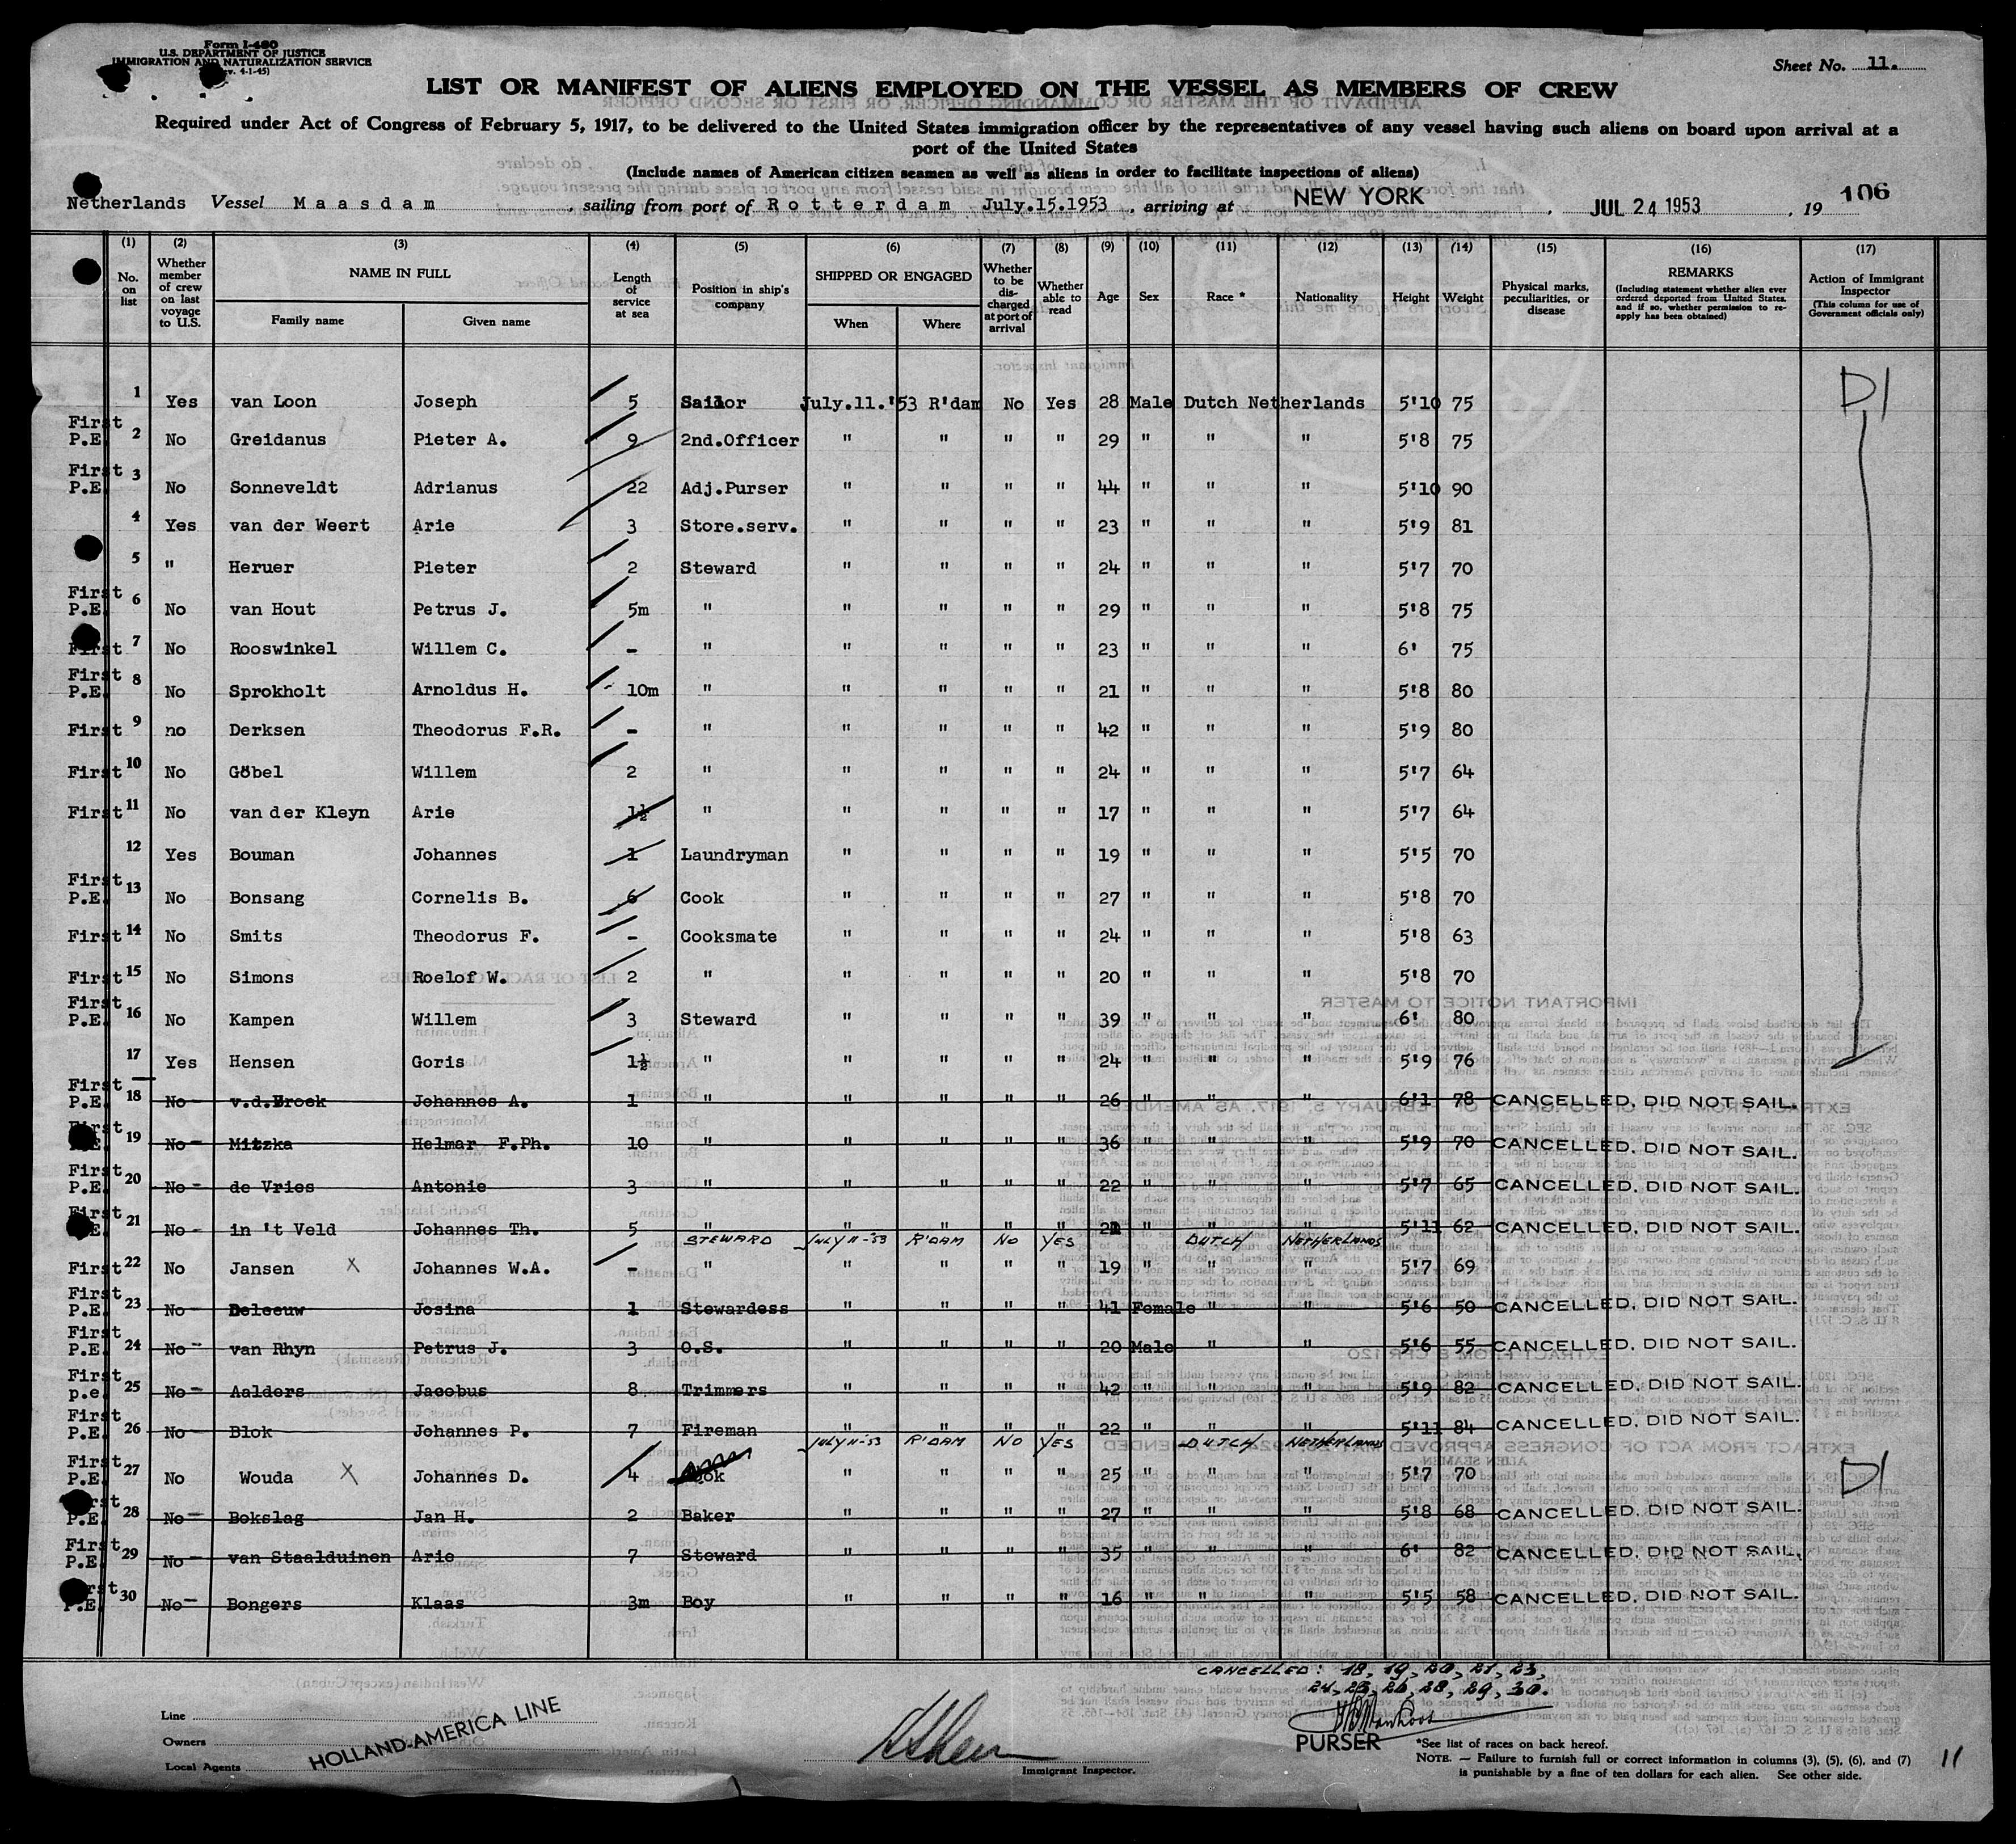 Form I-480
U.S. DEPARTMENT OF JUSTICE
IMMIGRATION AND NATURALIZATION SERVICE
(Rev. 4-1-45)
Sheet No. 11.
LIST OR MANIFEST OF ALIENS EMPLOYED ON THE VESSEL AS MEMBERS OF CREW
Required under Act of Congress of February 5, 1917, to be delivered to the United States immigration officer by the representatives of any vessel having such aliens on board upon arrival at a
port of the United States
(Include names of American citizen seamen as well as aliens in order to facilitate inspections of aliens)
106
Netherlands Vessel Maasdam, sailing from port of Rotterdam July.15.1953, arriving at NEW YORK, JUL 24 1953, 19
(1) (2) (3) (4) (5) (6) (7) (8) (9) (10) (11) (12) (13) (14) (15) (16) (17)
No. on list
Whether member of crew on last voyage to U.S.
NAME IN FULL
Family name Given name
Length of service at sea
Position in ship's company
SHIPPED OR ENGAGED
When Where
Whether to be discharged at port of arrival
Whether able to read
Age Sex Race * Nationality Height Weight
Physical marks, peculiarities, or disease
REMARKS
(Including statement whether alien ever ordered deported from United States, and if so, whether permission to re-apply has been obtained)
Action of Immigrant Inspector
(This column for use of Government officials only)
1 Yes van Loon Joseph 5 Sailor July.11.'53 R'dam No Yes 28 Male Dutch Netherlands 5'10 75 D1
First P.E. 2 No Greidanus Pieter A. 9 2nd.Officer " " " " 29 " " " 5'8 75
First P.E. 3 No Sonneveldt Adrianus 22 Adj.Purser " " " " 44 " " " 5'10 90
4 Yes van der Weert Arie 3 Store.serv. " " " " 23 " " " 5'9 81
5 " Heruer Pieter 2 Steward " " " " 24 " " " 5'7 70
First P.E. 6 No van Hout Petrus J. 5m " " " " " 29 " " " 5'8 75
First 7 No Rooswinkel Willem C. - " " " " " 23 " " " 6' 75
First P.E. 8 No Sprokholt Arnoldus H. 10m " " " " " 21 " " " 5'8 80
First 9 no Derksen Theodorus F.R. - " " " " " 42 " " " 5'9 80
First 10 No Göbel Willem 2 " " " " " 24 " " " 5'7 64
First 11 No van der Kleyn Arie 1½ " " " " " 17 " " " 5'7 64
12 Yes Bouman Johannes 1 Laundryman " " " " 19 " " " 5'5 70
First P.E. 13 No Bonsang Cornelis B. 6 Cook " " " " 27 " " " 5'8 70
First 14 No Smits Theodorus F. - Cooksmate " " " " 24 " " " 5'8 63
First 15 No Simons Roelof W. 2 " " " " " 20 " " " 5'8 70
First P.E. 16 No Kampen Willem 3 Steward " " " " 39 " " " 6' 80
17 Yes Hensen Goris 1½ " " " " " 24 " " " 5'9 76
First P.E. 18 No v.d.Broek Johannes A. 1 " " " " " 26 " " " 6'1 78 CANCELLED, DID NOT SAIL.
First P.E. 19 No Mitzka Helmar F.Ph. 10 " " " " " 36 " " " 5'9 70 CANCELLED, DID NOT SAIL.
First P.E. 20 No de Vries Antonie 3 " " " " " 22 " " " 5'7 65 CANCELLED, DID NOT SAIL.
First P.E. 21 No in 't Veld Johannes Th. 5 " " " " " 21 " " " 5'11 62 CANCELLED, DID NOT SAIL.
STEWARD JULY 11-'53 R'DAM NO YES DUTCH NETHERLANDS
First 22 No Jansen X Johannes W.A. - " " " " " 19 " " " 5'7 69
First P.E. 23 No Deleeuw Josina 1 Stewardess " " " " 41 Female " " 5'6 50 CANCELLED, DID NOT SAIL.
First P.E. 24 No van Rhyn Petrus J. 3 O.S. " " " " 20 Male " " 5'6 55 CANCELLED, DID NOT SAIL.
First p.e. 25 No Aalders Jacobus 8 Trimmers " " " " 42 " " " 5'9 82 CANCELLED, DID NOT SAIL.
First P.E. 26 No Blok Johannes P. 7 Fireman " " " " 22 " " " 5'11 84 CANCELLED, DID NOT SAIL.
JULY 11-'53 R'DAM NO YES DUTCH NETHERLANDS
First P.E. 27 No Wouda X Johannes D. 4 Cook " " " " 25 " " " 5'7 70 D1
First P.E. 28 No Bokslag Jan H. 2 Baker " " " " 27 " " " 5'8 68 CANCELLED, DID NOT SAIL.
First P.E. 29 No van Staalduinen Arie 7 Steward " " " " 35 " " " 6' 82 CANCELLED, DID NOT SAIL.
First P.E. 30 No Bongers Klaas 3m Boy " " " " 16 " " " 5'5 58 CANCELLED, DID NOT SAIL.
CANCELLED: 18, 19, 20, 21, 23,
24, 25, 26, 28, 29, 30.
Line
Owners
Local Agents
HOLLAND-AMERICA LINE
Immigrant Inspector.
PURSER
*See list of races on back hereof.
NOTE. — Failure to furnish full or correct information in columns (3), (5), (6), and (7)
is punishable by a fine of ten dollars for each alien. See other side.
11